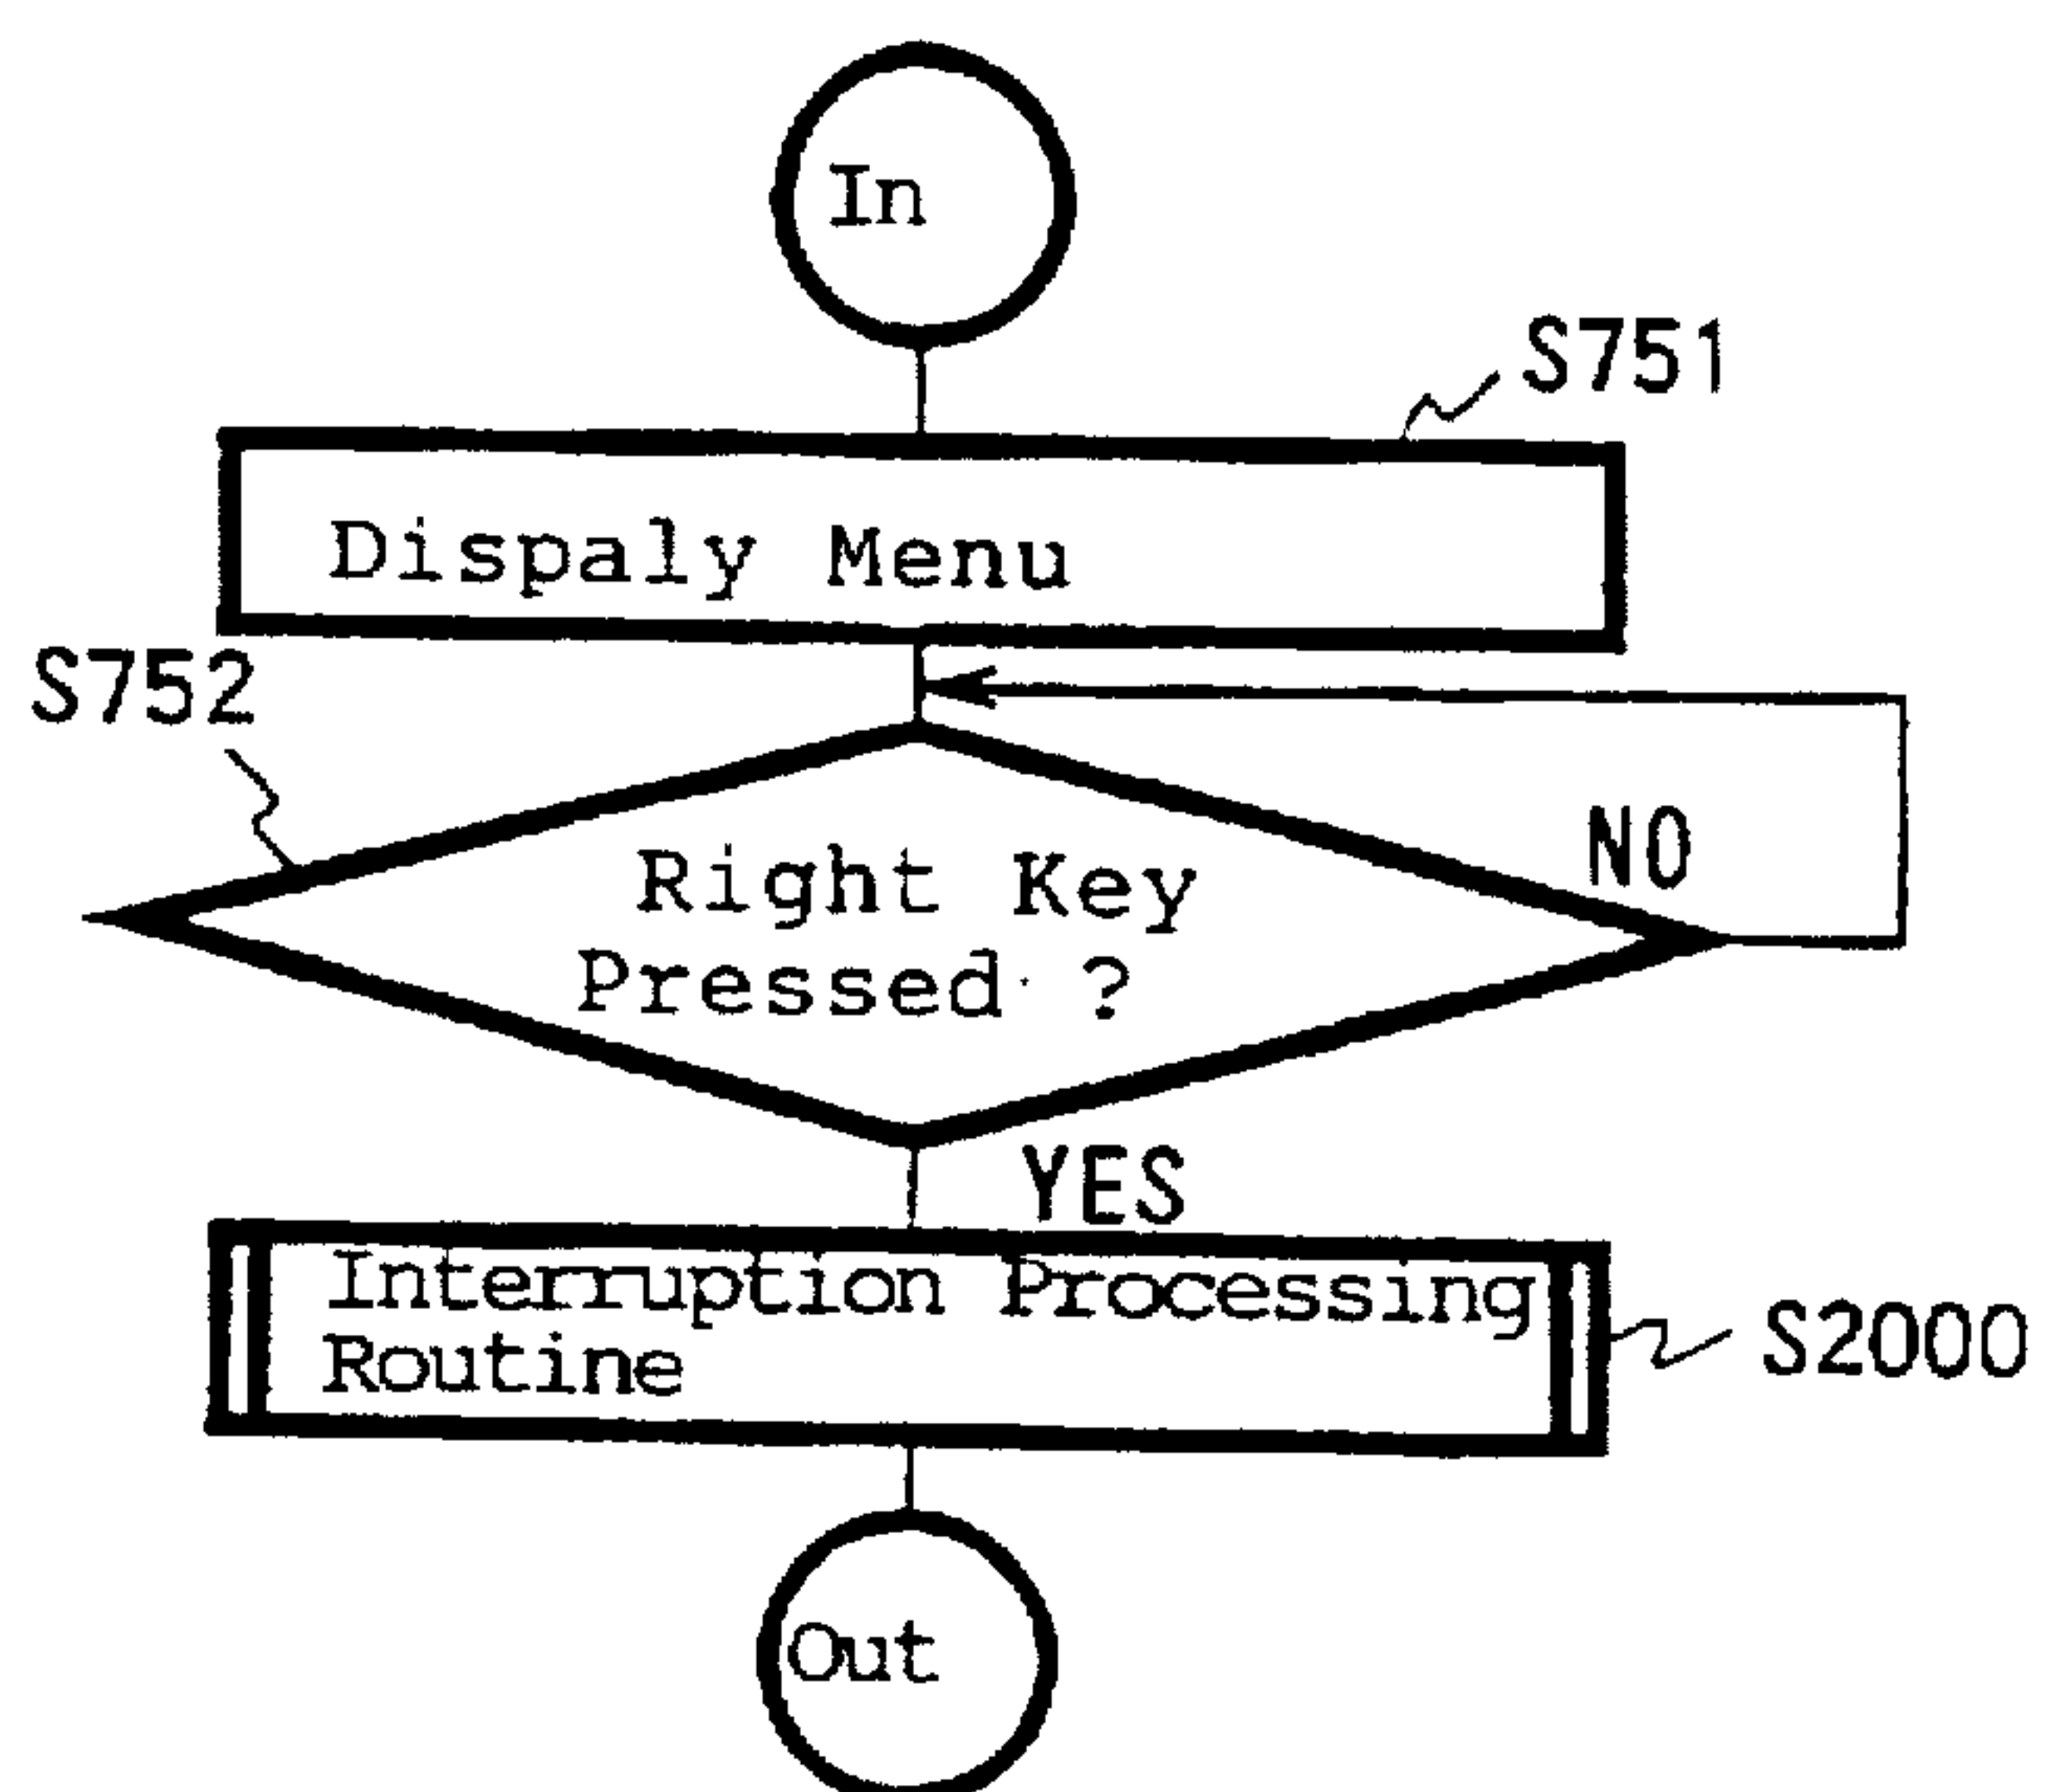 In
S751
Dispaly Menu
S752
NO
Right Key
Pressed ?
YES
Interruption Processing
Routine
S2000
Out